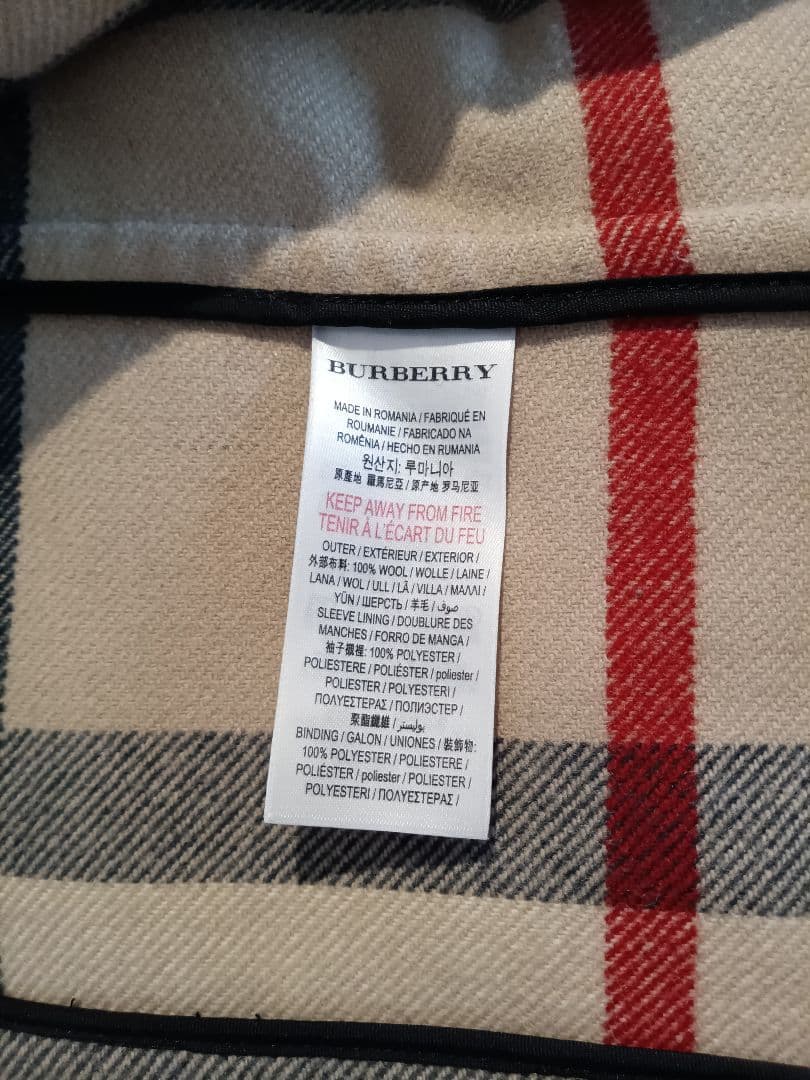 BURBERRY
MADE IN ROMANIA / FABRIQUÉ EN
ROUMANIE / FABRICADO NA
ROMÊNIA / HECHO EN RUMANIA
원산지: 루마니아
原產地 羅馬尼亞 / 原产地 罗马尼亚
KEEP AWAY FROM FIRE
TENIR À L'ÉCART DU FEU
OUTER / EXTÉRIEUR / EXTERIOR /
外部布料: 100% WOOL / WOLLE / LAINE /
LANA / WOL / ULL / LÃ / VILLA / ΜΑΛΛΙ /
YÜN / ШЕРСТЬ / 羊毛 / صوف
SLEEVE LINING / DOUBLURE DES
MANCHES / FORRO DE MANGA /
袖子襯裡: 100% POLYESTER /
POLIESTERE / POLIÉSTER / poliester /
POLIESTER / POLYESTERI /
ΠΟΛΥΕΣΤΕΡΑΣ / ПОЛИЭСТЕР /
聚酯纖維 / بوليستر
BINDING / GALON / UNIONES / 裝飾物:
100% POLYESTER / POLIESTERE /
POLIÉSTER / poliester / POLIESTER /
POLYESTERI / ΠΟΛΥΕΣΤΕΡΑΣ /